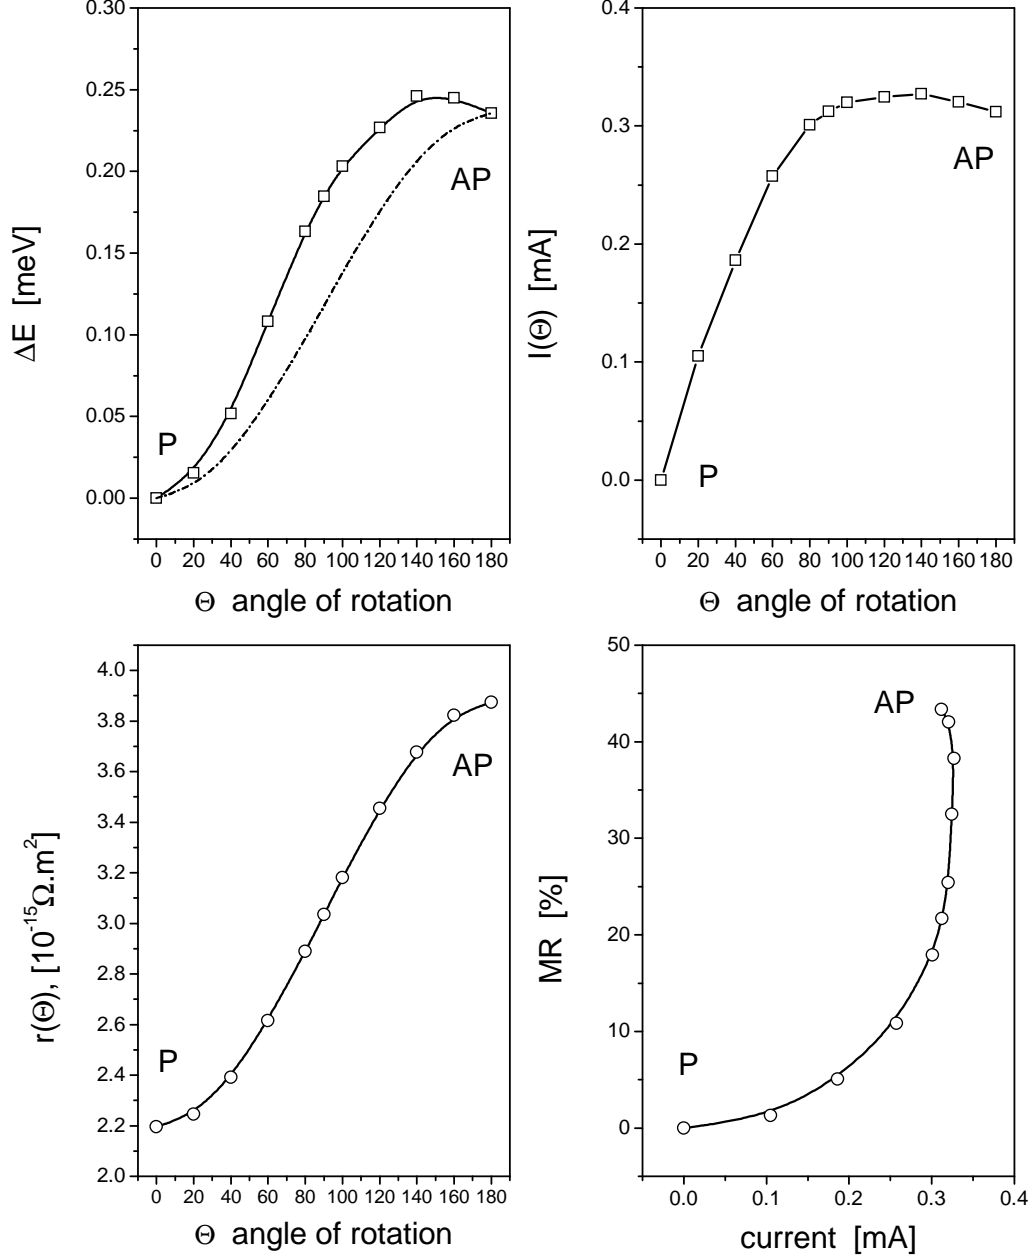 0.30
0.25
0.20
0.15
0.10
0.05
0.00
ΔE [meV]
P
AP
0 20 40 60 80 100 120 140 160 180
Θ angle of rotation
0.4
0.3
0.2
0.1
0.0
I(Θ) [mA]
P
AP
0 20 40 60 80 100 120 140 160 180
Θ angle of rotation
4.0
3.8
3.6
3.4
3.2
3.0
2.8
2.6
2.4
2.2
2.0
r(Θ), [10⁻¹⁵Ω.m²]
P
AP
0 20 40 60 80 100 120 140 160 180
Θ angle of rotation
50
40
30
20
10
0
MR [%]
AP
P
0.0 0.1 0.2 0.3 0.4
current [mA]